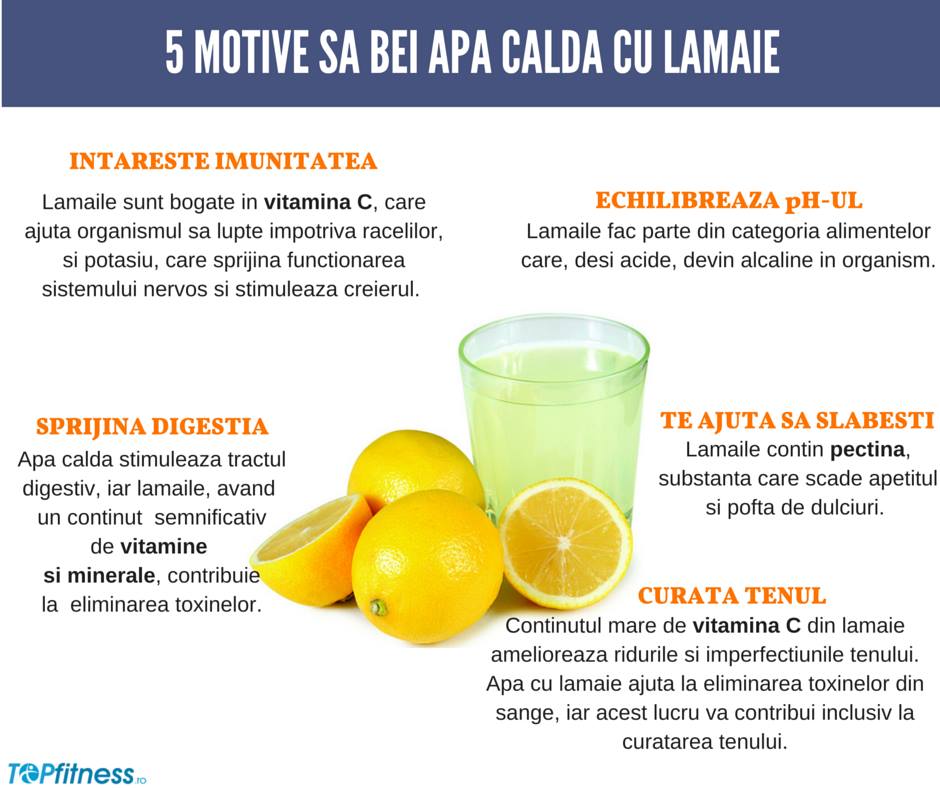 5 MOTIVE SA BEI APA CALDA CU LAMAIE
INTARESTE IMUNITATEA
Lamaile sunt bogate in vitamina C, care
ajuta organismul sa lupte impotriva racelilor,
si potasiu, care sprijina functionarea
sistemului nervos si stimuleaza creierul.
ECHILIBREAZA pH-UL
Lamaile fac parte din categoria alimentelor
care, desi acide, devin alcaline in organism.
SPRIJINA DIGESTIA
Apa calda stimuleaza tractul
digestiv, iar lamaile, avand
un continut semnificativ
de vitamine
si minerale, contribuie
la eliminarea toxinelor.
TE AJUTA SA SLABESTI
Lamaile contin pectina,
substanta care scade apetitul
si pofta de dulciuri.
CURATA TENUL
Continutul mare de vitamina C din lamaie
amelioreaza ridurile si imperfectiunile tenului.
Apa cu lamaie ajuta la eliminarea toxinelor din
sange, iar acest lucru va contribui inclusiv la
curatarea tenului.
TOPfitness.ro